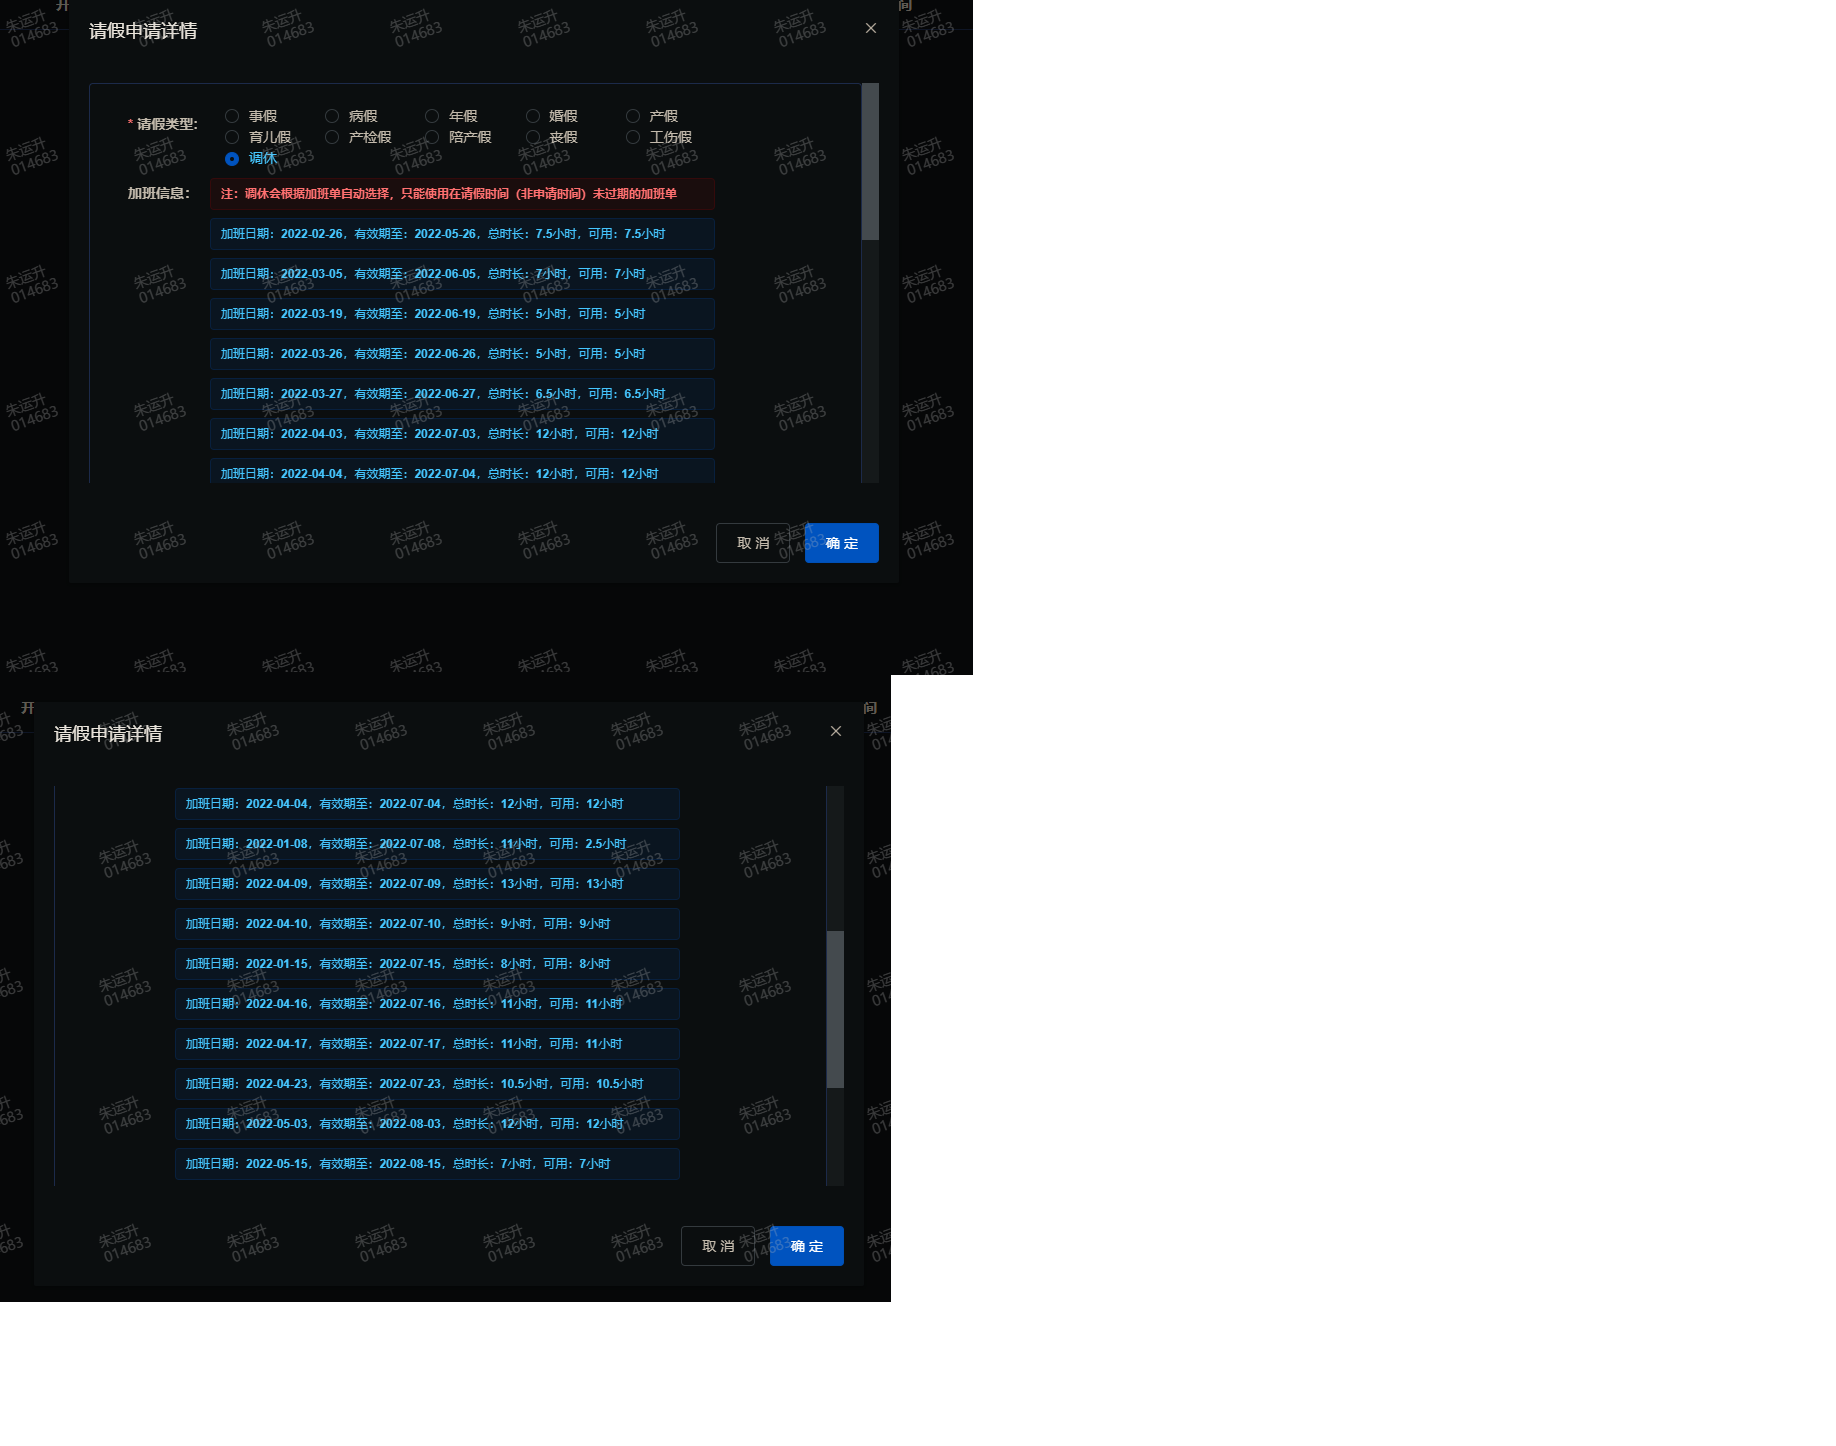 开
间
请假申请详情
* 请假类型:
事假 病假 年假 婚假 产假
育儿假 产检假 陪产假 丧假 工伤假
调休
加班信息:
注：调休会根据加班单自动选择，只能使用在请假时间（非申请时间）未过期的加班单
加班日期：2022-02-26，有效期至：2022-05-26，总时长：7.5小时，可用：7.5小时
加班日期：2022-03-05，有效期至：2022-06-05，总时长：7小时，可用：7小时
加班日期：2022-03-19，有效期至：2022-06-19，总时长：5小时，可用：5小时
加班日期：2022-03-26，有效期至：2022-06-26，总时长：5小时，可用：5小时
加班日期：2022-03-27，有效期至：2022-06-27，总时长：6.5小时，可用：6.5小时
加班日期：2022-04-03，有效期至：2022-07-03，总时长：12小时，可用：12小时
加班日期：2022-04-04，有效期至：2022-07-04，总时长：12小时，可用：12小时
取消 确定
朱运升
014683
开
间
请假申请详情
加班日期：2022-04-04，有效期至：2022-07-04，总时长：12小时，可用：12小时
加班日期：2022-01-08，有效期至：2022-07-08，总时长：11小时，可用：2.5小时
加班日期：2022-04-09，有效期至：2022-07-09，总时长：13小时，可用：13小时
加班日期：2022-04-10，有效期至：2022-07-10，总时长：9小时，可用：9小时
加班日期：2022-01-15，有效期至：2022-07-15，总时长：8小时，可用：8小时
加班日期：2022-04-16，有效期至：2022-07-16，总时长：11小时，可用：11小时
加班日期：2022-04-17，有效期至：2022-07-17，总时长：11小时，可用：11小时
加班日期：2022-04-23，有效期至：2022-07-23，总时长：10.5小时，可用：10.5小时
加班日期：2022-05-03，有效期至：2022-08-03，总时长：12小时，可用：12小时
加班日期：2022-05-15，有效期至：2022-08-15，总时长：7小时，可用：7小时
取消 确定
朱运升
014683